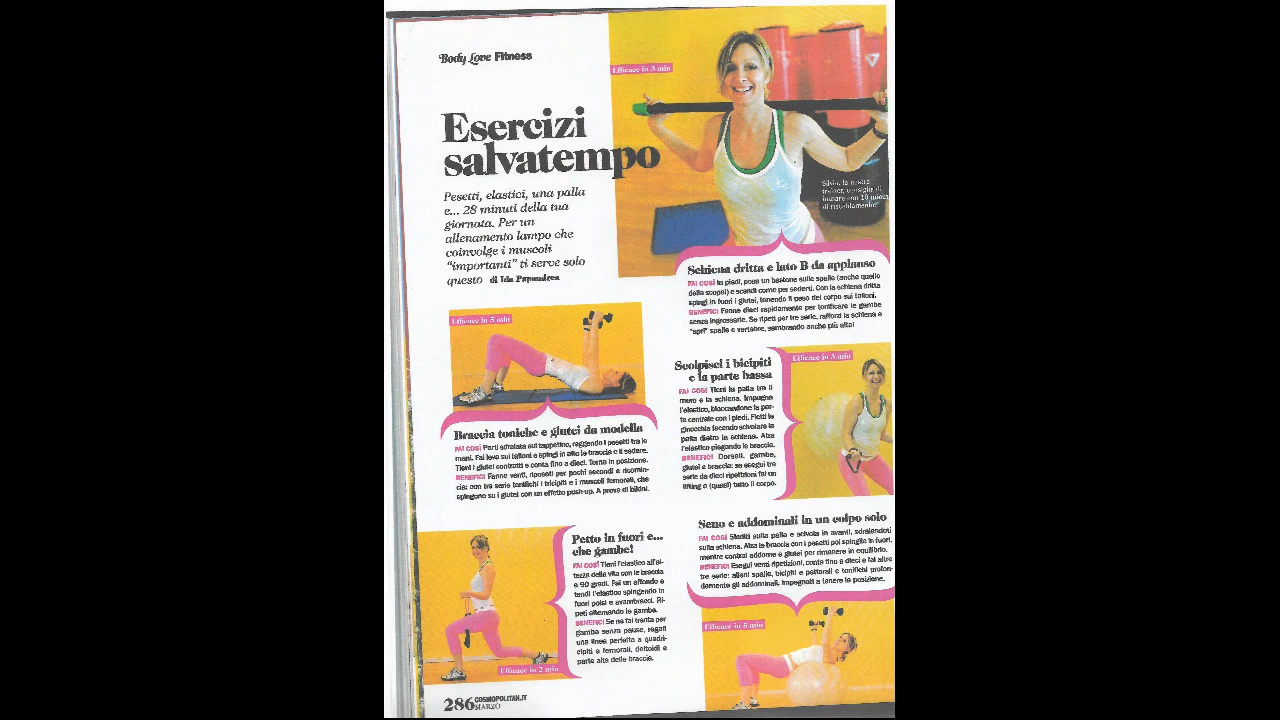 Body Love Fitness
Esercizi
salvatempo
Pesetti, elastici, una palla
e... 28 minuti della tua
giornata. Per un
allenamento lampo che
coinvolge i muscoli
"importanti" ti serve solo
questo di Ida Papandrea
Efficace in 3 min
Silvia, la nostra
trainer, consiglia di
iniziare con 10 minuti
di riscaldamento.
Schiena dritta e lato B da applauso
FAI COSÌ In piedi, posa un bastone sulle spalle (anche quello
della scopa!) e scendi come per sederti. Con la schiena dritta
spingi in fuori i glutei, tenendo il peso del corpo sui talloni.
BENEFICI Fanne dieci rapidamente per tonificare le gambe
senza ingrossarle. Se ripeti per tre serie, rafforzi la schiena e
"apri" spalle e vertebre, sembrando anche più alta!
Efficace in 5 min
Braccia toniche e glutei da modella
FAI COSÌ Parti sdraiata sul tappetino, reggendo i pesetti tra le
mani. Fai leva sui talloni e spingi in alto le braccia e il sedere.
Tieni i glutei contratti e conta fino a dieci. Torna in posizione.
BENEFICI Fanne venti, riposati per pochi secondi e ricomin-
cia: con tre serie tonifichi i tricipiti e i muscoli femorali, che
spingono su i glutei con un effetto push-up. A prova di bikini.
Scolpisci i bicipiti
e la parte bassa
FAI COSÌ Tieni la palla tra il
muro e la schiena. Impugna
l'elastico, bloccandone la par-
te centrale con i piedi. Fletti le
ginocchia facendo scivolare la
palla dietro la schiena. Alza
l'elastico piegando le braccia.
BENEFICI Dorsali, gambe,
glutei e braccia: se esegui tre
serie da dieci ripetizioni fai un
lifting a (quasi) tutto il corpo.
Efficace in 3 min
Petto in fuori e...
che gambe!
FAI COSÌ Tieni l'elastico all'al-
tezza della vita con le braccia
a 90 gradi. Fai un affondo e
tendi l'elastico spingendo in
fuori polsi e avambracci. Ri-
peti alternando le gambe.
BENEFICI Se ne fai trenta per
gamba senza pause, regali
una linea perfetta a quadri-
cipiti e femorali, deltoidi e
parte alta delle braccia.
Efficace in 2 min
Seno e addominali in un colpo solo
FAI COSÌ Siediti sulla palla e scivola in avanti, sdraiandoti
sulla schiena. Alza le braccia con i pesetti poi spingile in fuori,
mentre contrai addome e glutei per rimanere in equilibrio.
BENEFICI Esegui venti ripetizioni, conta fino a dieci e fai altre
tre serie: alleni spalle, bicipiti e pettorali e tonifichi profon-
damente gli addominali. Impegnati a tenere la posizione.
Efficace in 5 min
286 COSMOPOLITAN.IT
MARZO